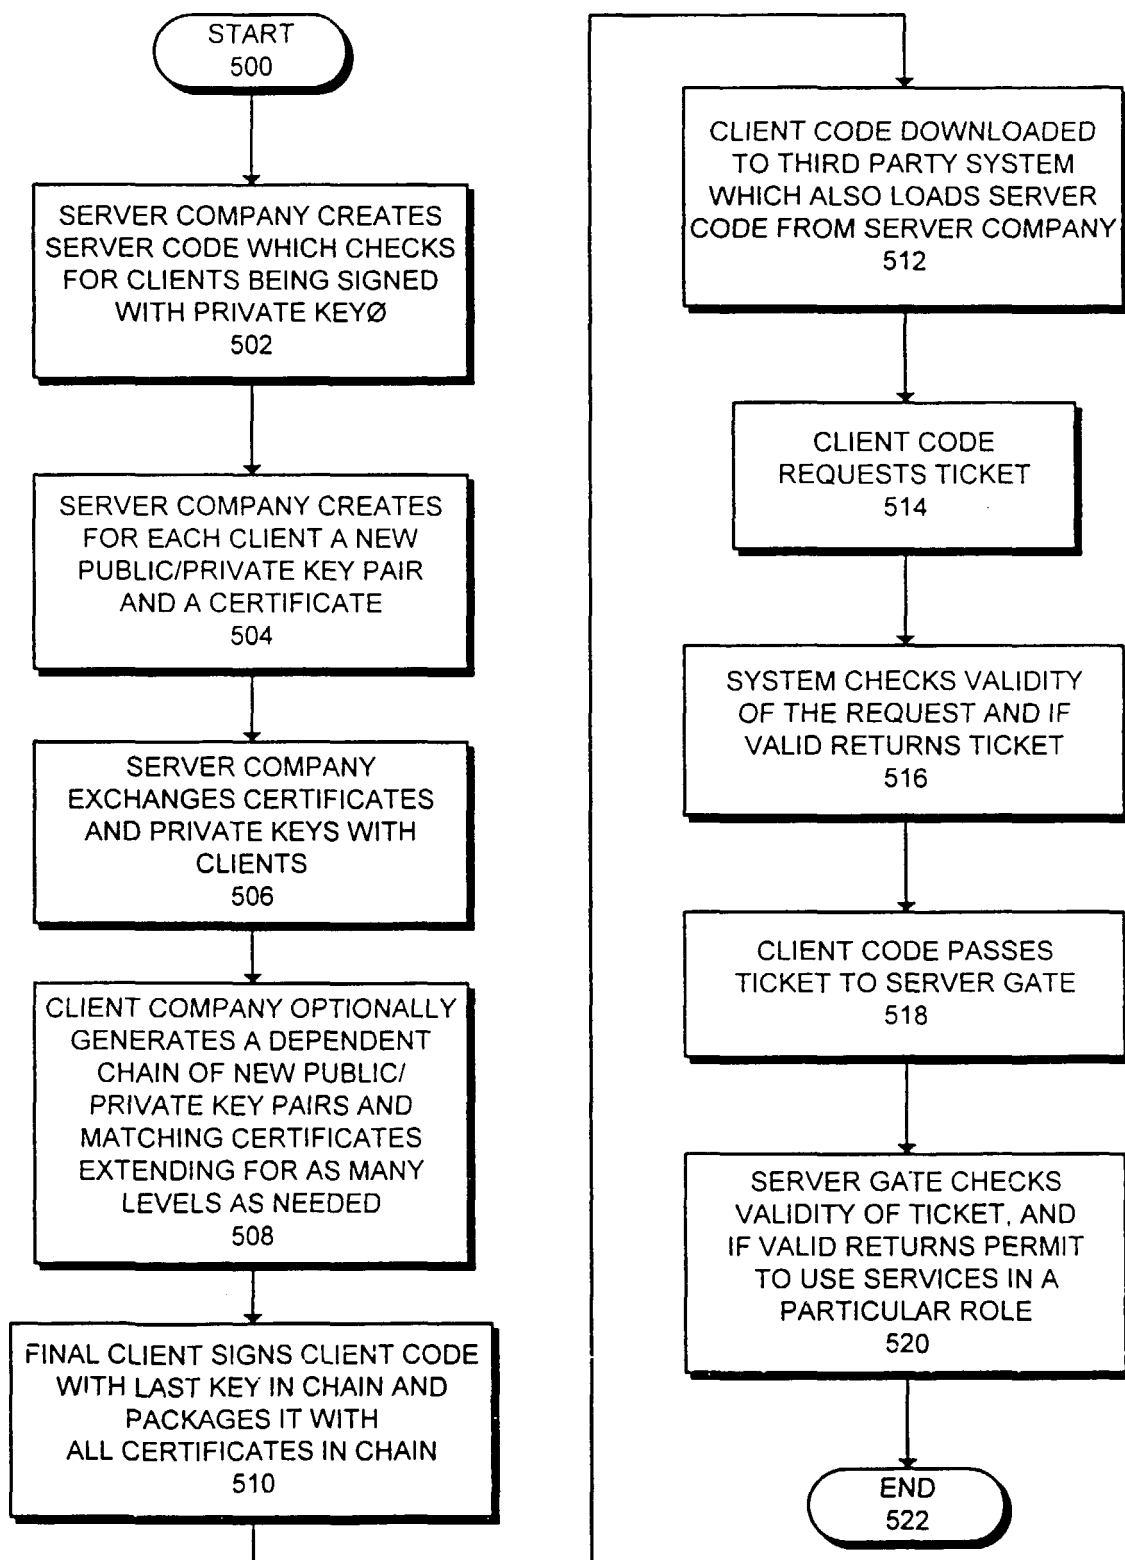 START
500
SERVER COMPANY CREATES
SERVER CODE WHICH CHECKS
FOR CLIENTS BEING SIGNED
WITH PRIVATE KEYØ
502
SERVER COMPANY CREATES
FOR EACH CLIENT A NEW
PUBLIC/PRIVATE KEY PAIR
AND A CERTIFICATE
504
SERVER COMPANY
EXCHANGES CERTIFICATES
AND PRIVATE KEYS WITH
CLIENTS
506
CLIENT COMPANY OPTIONALLY
GENERATES A DEPENDENT
CHAIN OF NEW PUBLIC/
PRIVATE KEY PAIRS AND
MATCHING CERTIFICATES
EXTENDING FOR AS MANY
LEVELS AS NEEDED
508
FINAL CLIENT SIGNS CLIENT CODE
WITH LAST KEY IN CHAIN AND
PACKAGES IT WITH
ALL CERTIFICATES IN CHAIN
510
CLIENT CODE DOWNLOADED
TO THIRD PARTY SYSTEM
WHICH ALSO LOADS SERVER
CODE FROM SERVER COMPANY
512
CLIENT CODE
REQUESTS TICKET
514
SYSTEM CHECKS VALIDITY
OF THE REQUEST AND IF
VALID RETURNS TICKET
516
CLIENT CODE PASSES
TICKET TO SERVER GATE
518
SERVER GATE CHECKS
VALIDITY OF TICKET, AND
IF VALID RETURNS PERMIT
TO USE SERVICES IN A
PARTICULAR ROLE
520
END
522